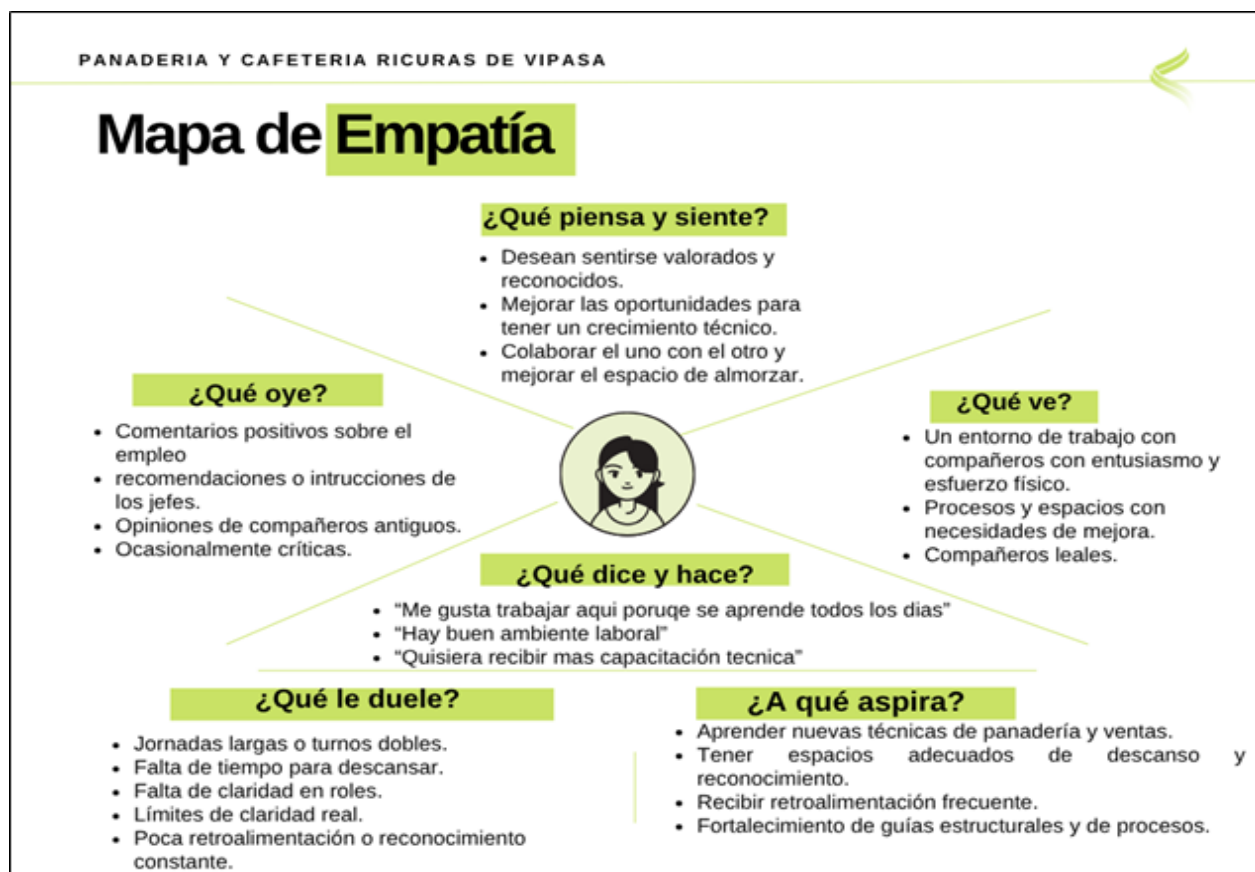 PANADERIA Y CAFETERIA RICURAS DE VIPASA
Mapa de Empatía
¿Qué piensa y siente?
• Desean sentirse valorados y
reconocidos.
• Mejorar las oportunidades para
tener un crecimiento técnico.
• Colaborar el uno con el otro y
mejorar el espacio de almorzar.
¿Qué oye?
• Comentarios positivos sobre el
empleo
• recomendaciones o intrucciones de
los jefes.
• Opiniones de compañeros antiguos.
• Ocasionalmente críticas.
¿Qué ve?
• Un entorno de trabajo con
compañeros con entusiasmo y
esfuerzo físico.
• Procesos y espacios con
necesidades de mejora.
• Compañeros leales.
¿Qué dice y hace?
• “Me gusta trabajar aqui poruqe se aprende todos los dias”
• “Hay buen ambiente laboral”
• “Quisiera recibir mas capacitación tecnica”
¿Qué le duele?
• Jornadas largas o turnos dobles.
• Falta de tiempo para descansar.
• Falta de claridad en roles.
• Límites de claridad real.
• Poca retroalimentación o reconocimiento
constante.
¿A qué aspira?
• Aprender nuevas técnicas de panadería y ventas.
• Tener espacios adecuados de descanso y
reconocimiento.
• Recibir retroalimentación frecuente.
• Fortalecimiento de guías estructurales y de procesos.